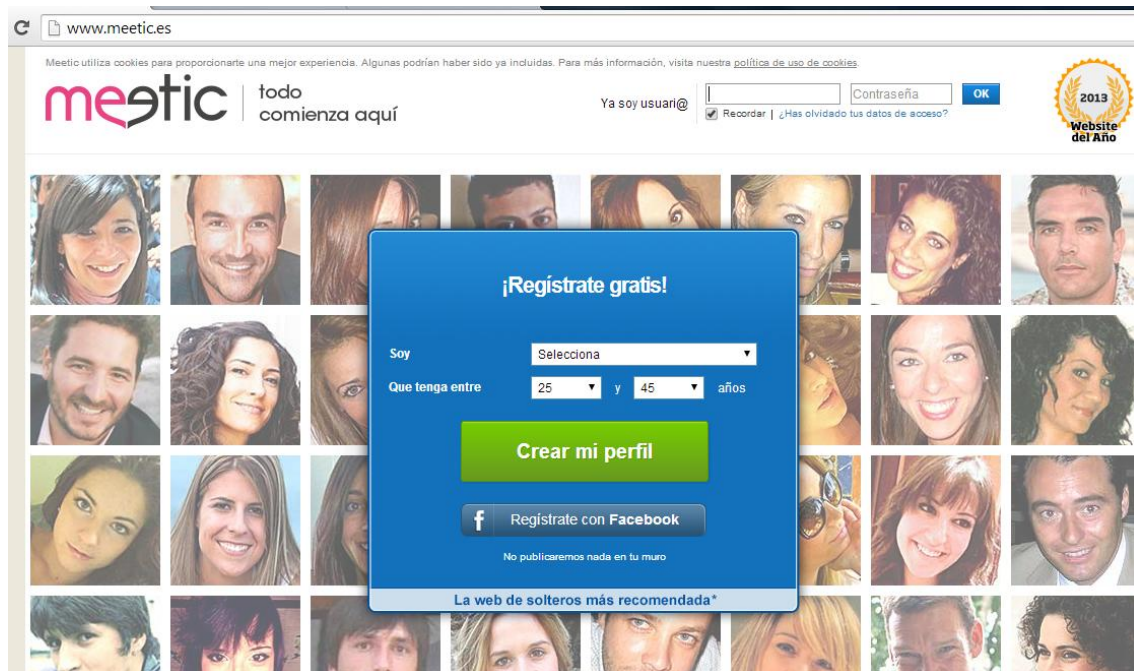 www.meetic.es
Meetic utiliza cookies para proporcionarte una mejor experiencia. Algunas podrían haber sido ya incluidas. Para más información, visita nuestra política de uso de cookies.
meetic
todo
comienza aquí
Ya soy usuari@
Contraseña
OK
Recordar | ¿Has olvidado tus datos de acceso?
2013
Website
del Año
¡Regístrate gratis!
Soy
Selecciona
Que tenga entre 25 y 45 años
Crear mi perfil
f Regístrate con Facebook
No publicaremos nada en tu muro
La web de solteros más recomendada*